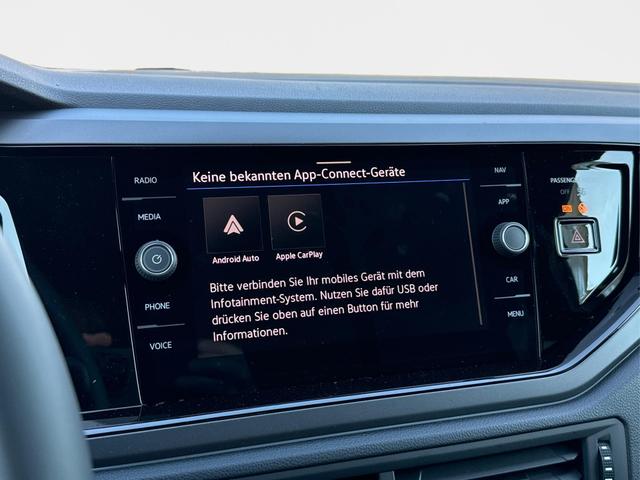 Keine bekannten App-Connect-Geräte
RADIO
MEDIA
PHONE
VOICE
Android Auto
Apple CarPlay
Bitte verbinden Sie Ihr mobiles Gerät mit dem
Infotainment-System. Nutzen Sie dafür USB oder
drücken Sie oben auf einen Button für mehr
Informationen.
NAV
APP
CAR
MENU
PASSENGER
OFF